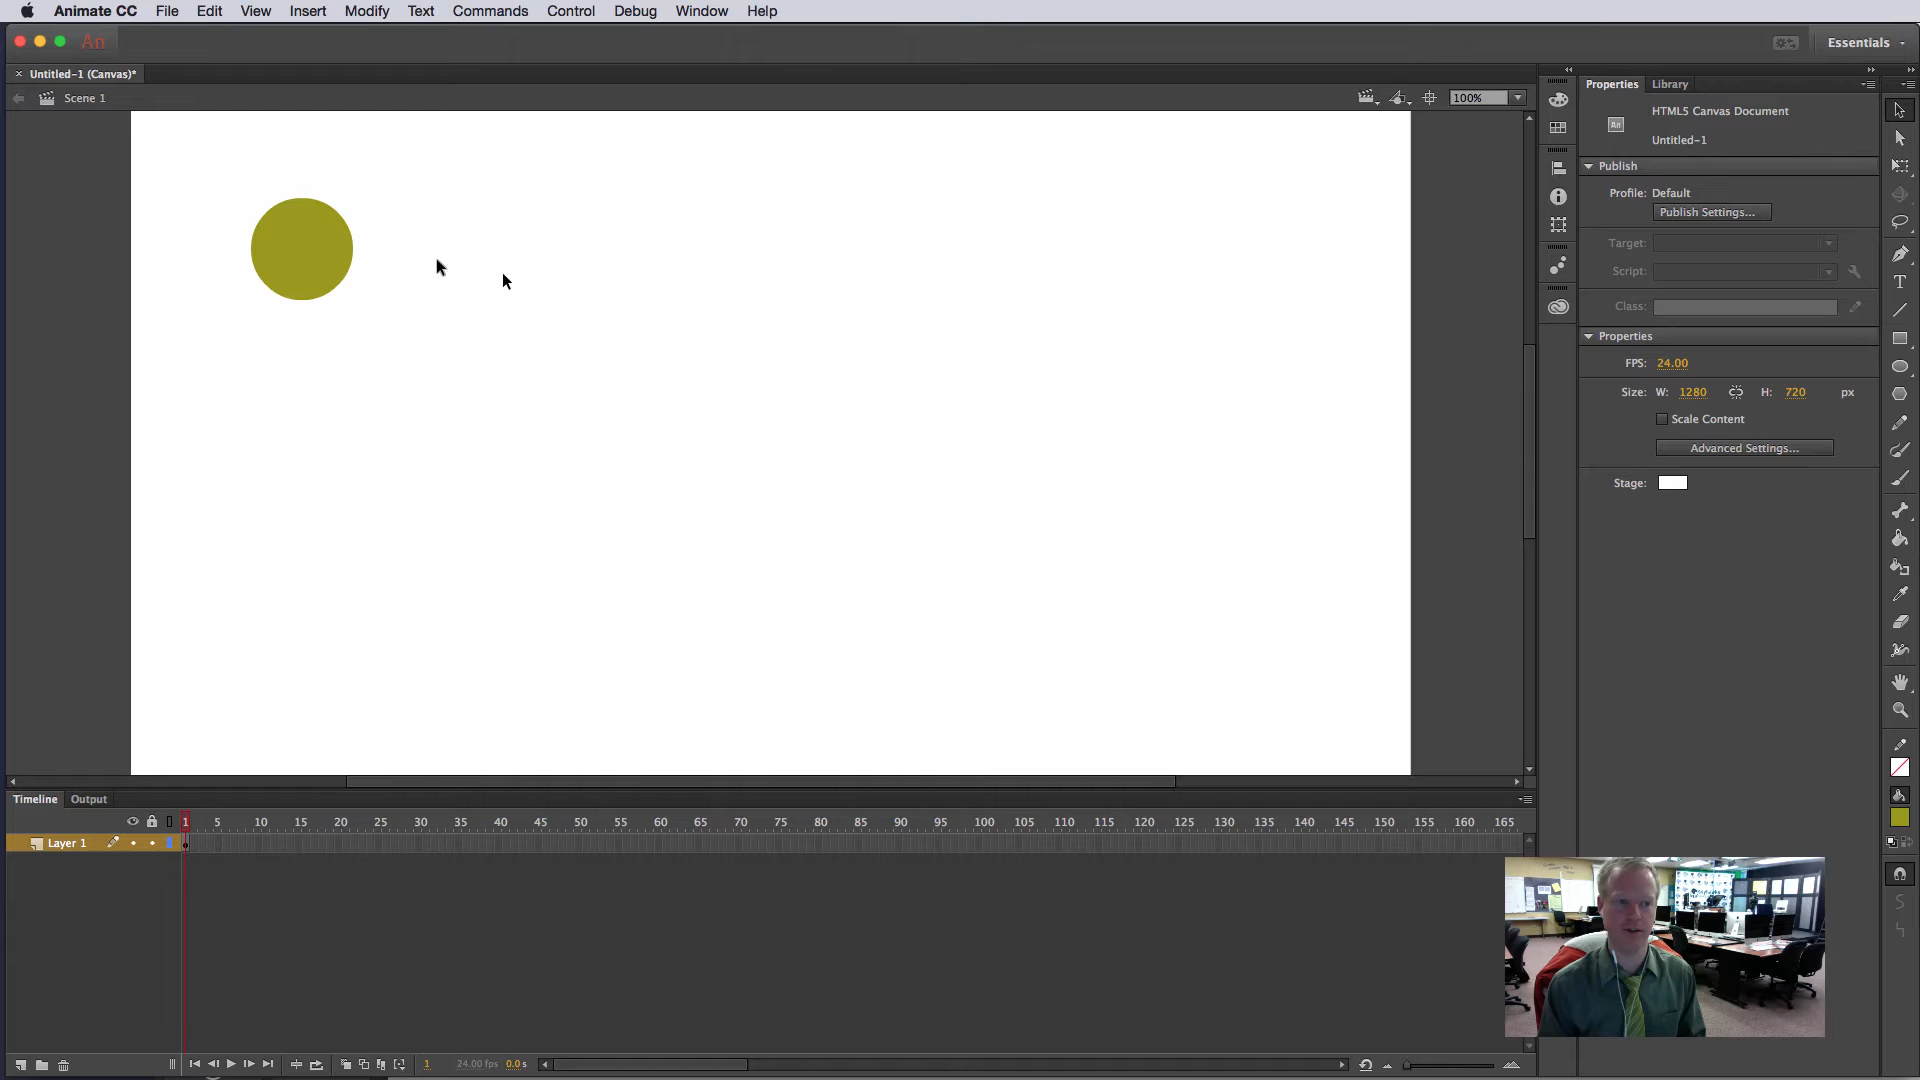 Animate CC File Edit View Insert Modify Text Commands Control Debug Window Help
An
Essentials
Untitled-1 (Canvas)*
Scene 1
100%
Properties Library
HTML5 Canvas Document
An
Untitled-1
Publish
Profile: Default
Publish Settings...
Target:
Script:
Class:
Properties
FPS: 24.00
Size: W: 1280 H: 720 px
Scale Content
Advanced Settings...
Stage:
T
Timeline Output
1 5 10 15 20 25 30 35 40 45 50 55 60 65 70 75 80 85 90 95 100 105 110 115 120 125 130 135 140 145 150 155 160 165
Layer 1
1 24.00 fps 0.0 s